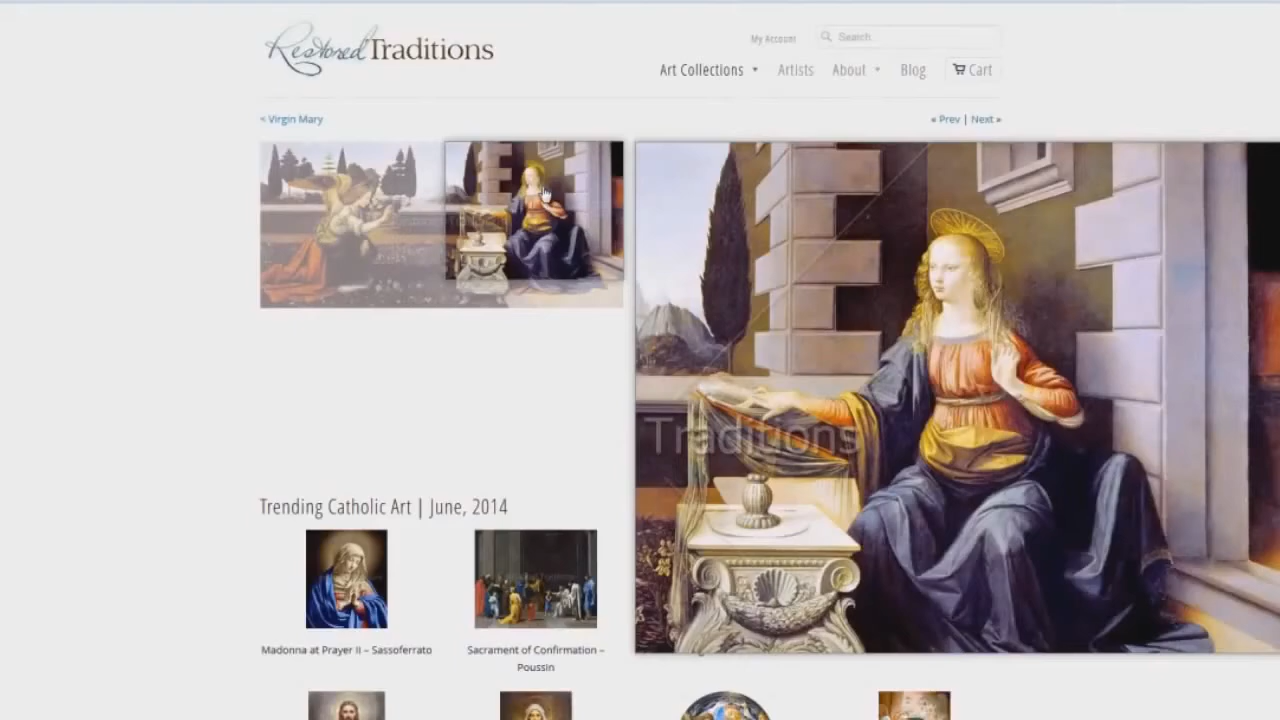 Restored Traditions
My Account
Search..
Art Collections
Artists
About
Blog
Cart
< Virgin Mary
« Prev | Next »
Traditions
Trending Catholic Art | June, 2014
Madonna at Prayer II – Sassoferrato
Sacrament of Confirmation –
Poussin